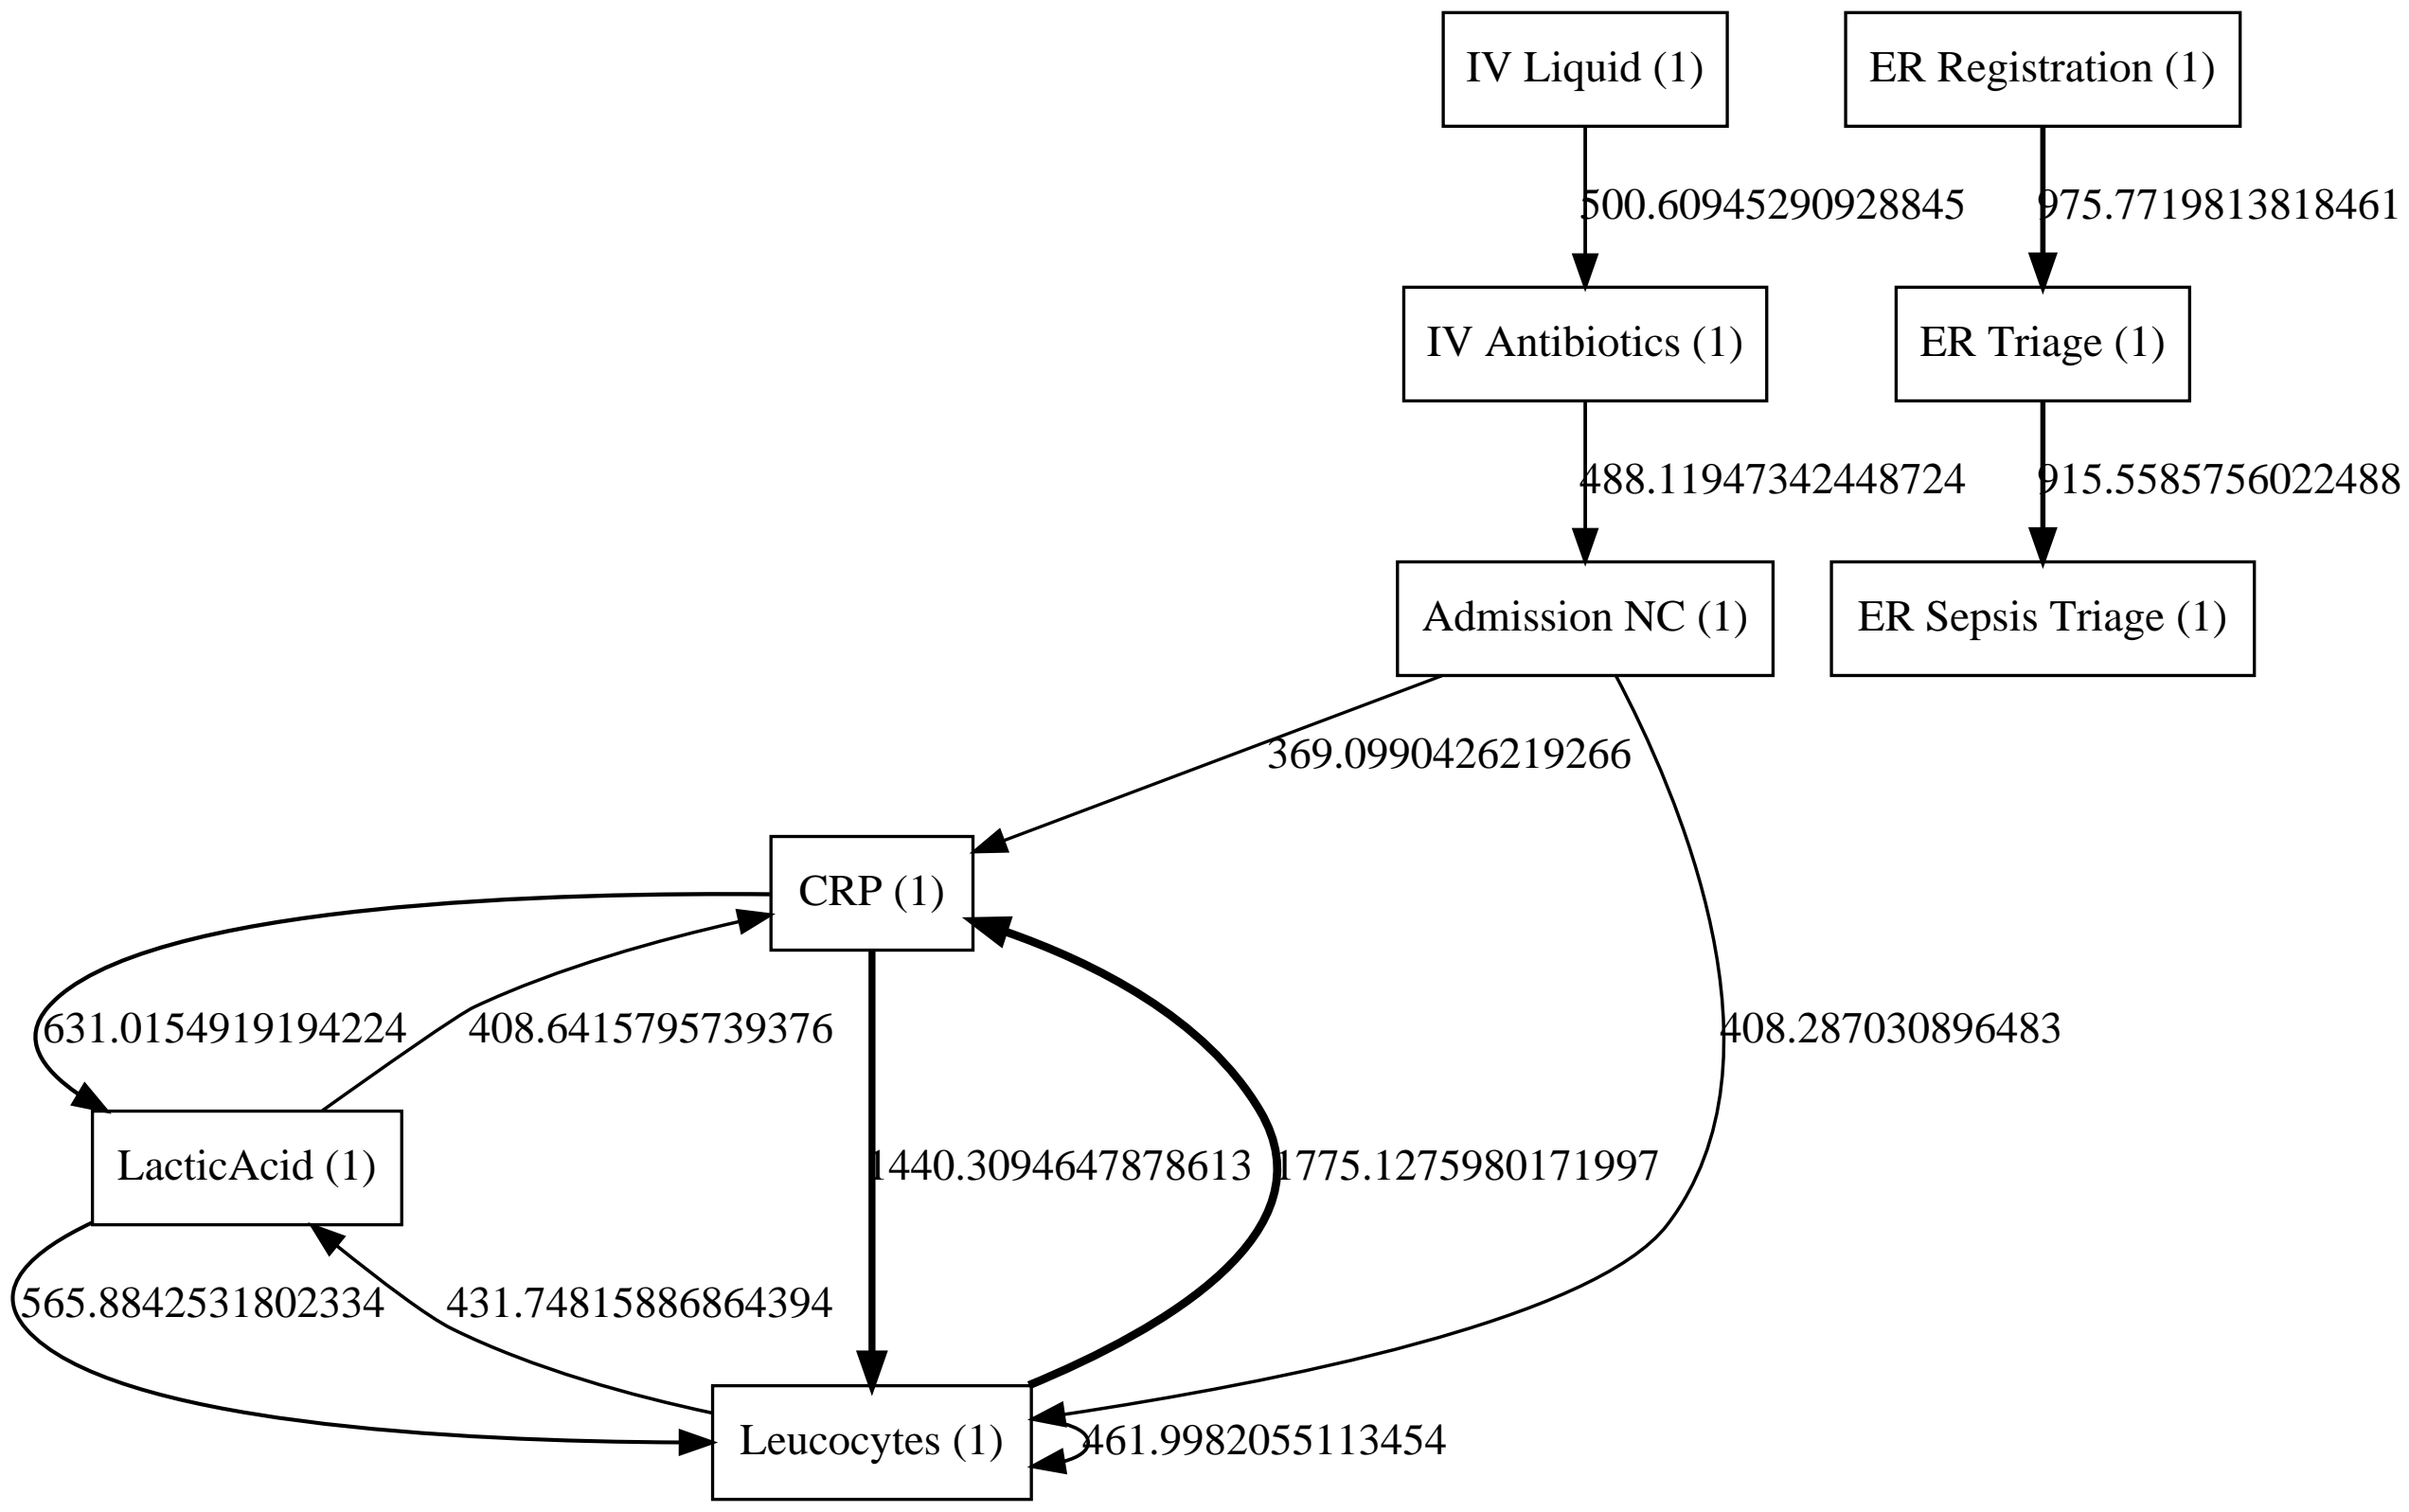 IV Liquid (1)
ER Registration (1)
500.60945290928845
975.7719813818461
IV Antibiotics (1)
ER Triage (1)
488.11947342448724
915.5585756022488
Admission NC (1)
ER Sepsis Triage (1)
369.0990426219266
CRP (1)
631.0154919194224
408.6415795739376
408.287030896483
LacticAcid (1)
1440.3094647878613
1775.1275980171997
565.8842531802334
431.74815886864394
Leucocytes (1)
461.9982055113454